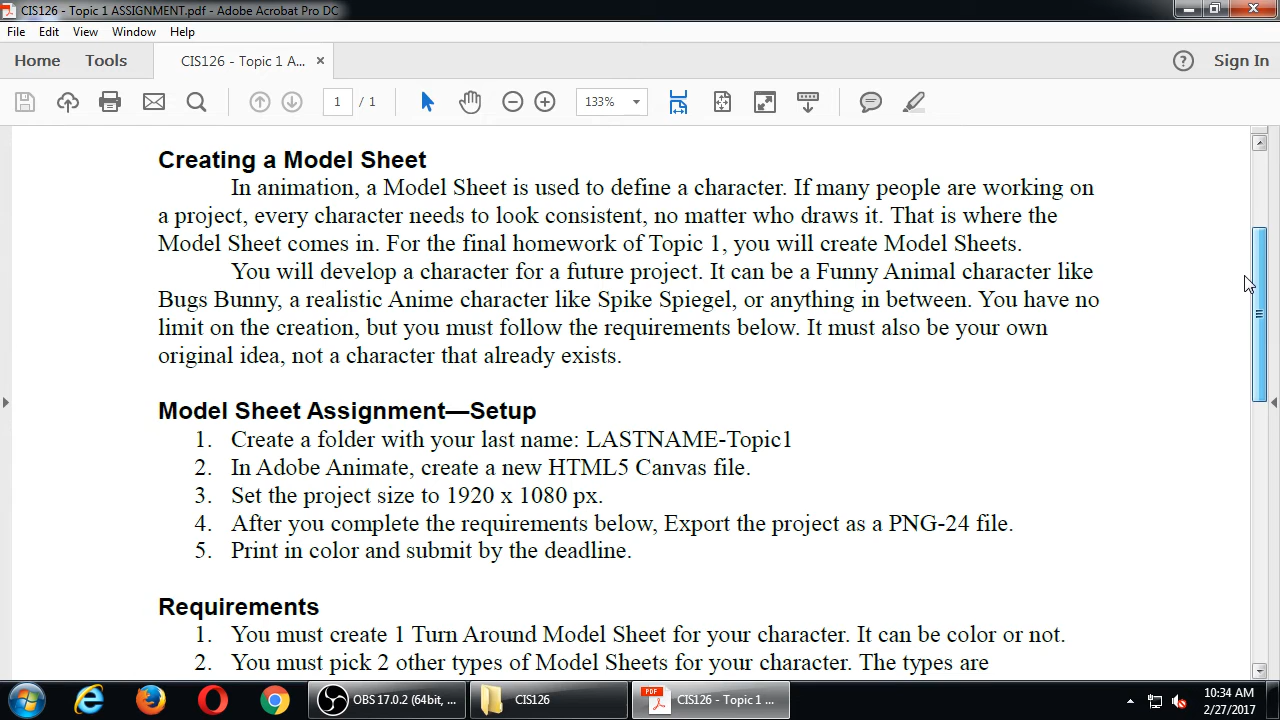 CIS126 - Topic 1 ASSIGNMENT.pdf - Adobe Acrobat Pro DC
File Edit View Window Help
Home Tools CIS126 - Topic 1 A... × ? Sign In
1 / 1 133%
Creating a Model Sheet
In animation, a Model Sheet is used to define a character. If many people are working on
a project, every character needs to look consistent, no matter who draws it. That is where the
Model Sheet comes in. For the final homework of Topic 1, you will create Model Sheets.
You will develop a character for a future project. It can be a Funny Animal character like
Bugs Bunny, a realistic Anime character like Spike Spiegel, or anything in between. You have no
limit on the creation, but you must follow the requirements below. It must also be your own
original idea, not a character that already exists.
Model Sheet Assignment—Setup
1. Create a folder with your last name: LASTNAME-Topic1
2. In Adobe Animate, create a new HTML5 Canvas file.
3. Set the project size to 1920 x 1080 px.
4. After you complete the requirements below, Export the project as a PNG-24 file.
5. Print in color and submit by the deadline.
Requirements
1. You must create 1 Turn Around Model Sheet for your character. It can be color or not.
2. You must pick 2 other types of Model Sheets for your character. The types are
OBS 17.0.2 (64bit, ... CIS126 PDF CIS126 - Topic 1 ... 10:34 AM
2/27/2017